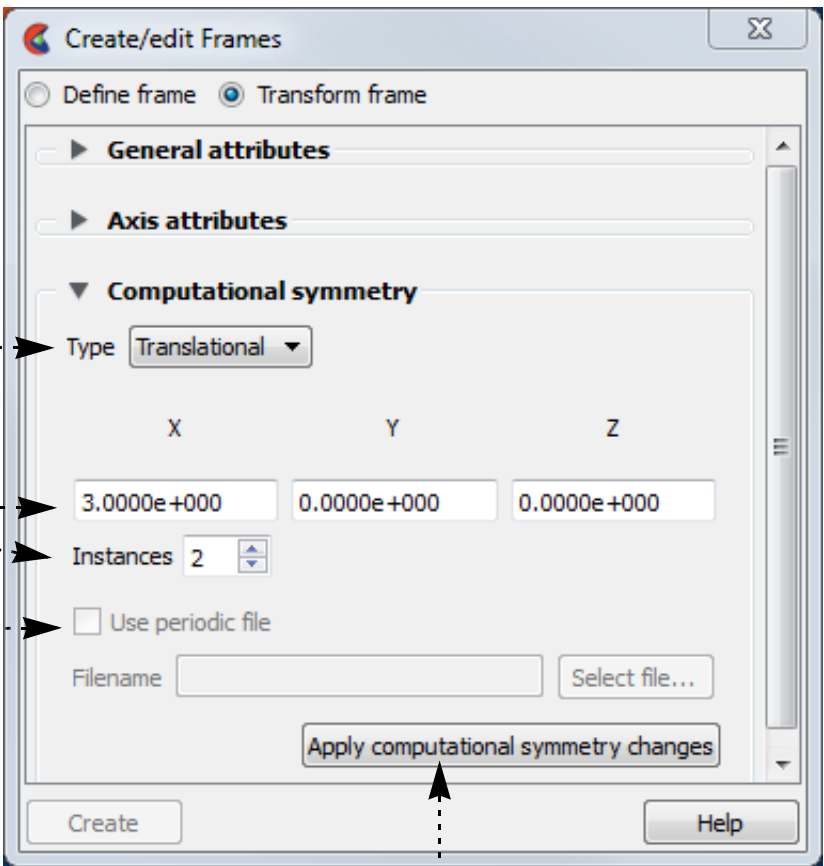 Create/edit Frames
Define frame Transform frame
General attributes
Axis attributes
Computational symmetry
Type Translational
X Y Z
3.0000e+000 0.0000e+000 0.0000e+000
Instances 2
Use periodic file
Filename Select file...
Apply computational symmetry changes
Create Help